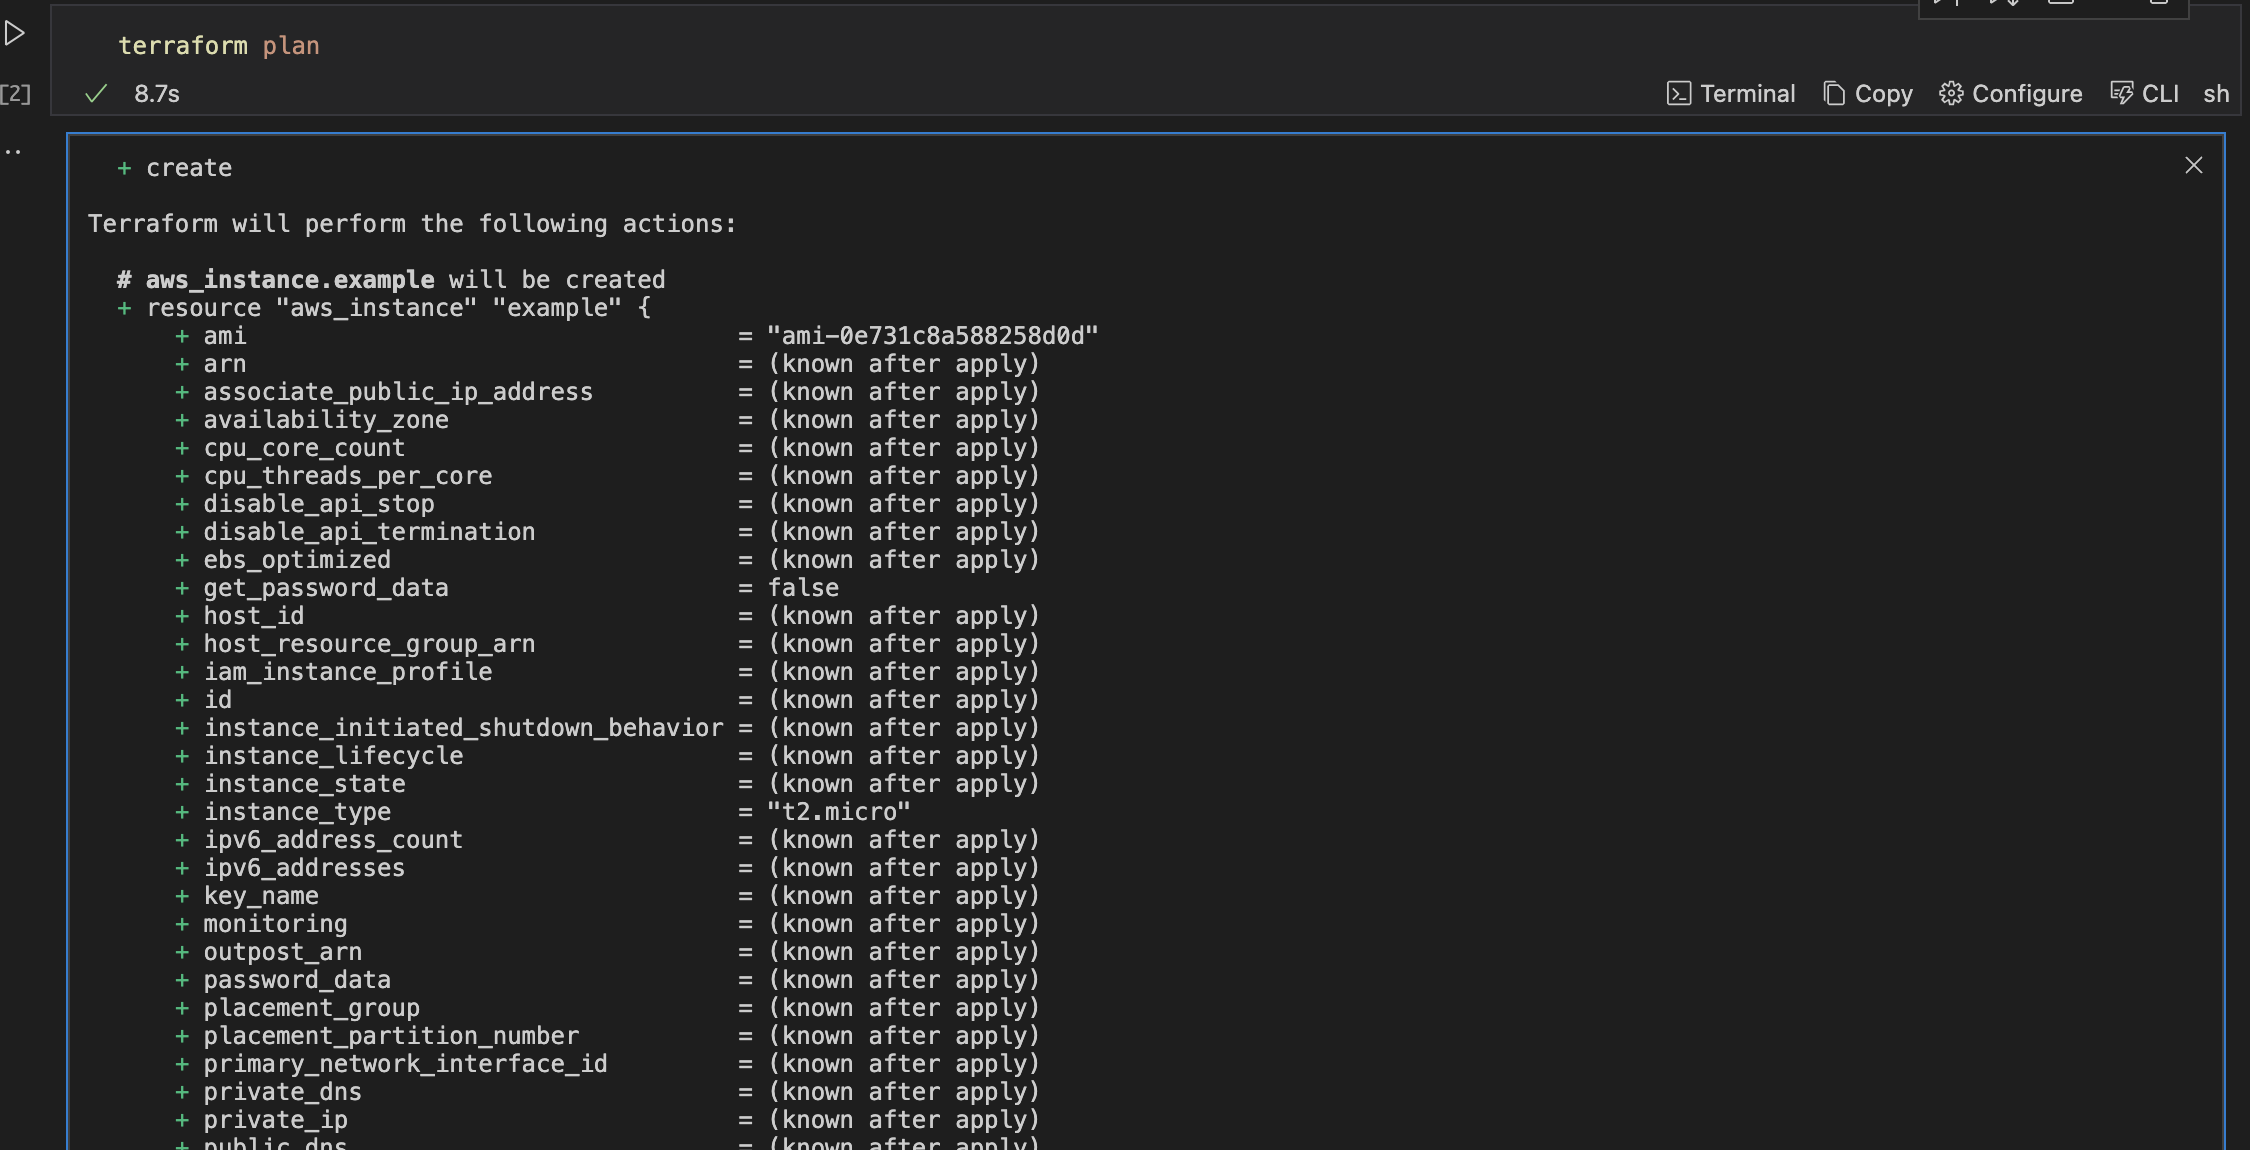 terraform plan
[2]
8.7s
Terminal
Copy
Configure
CLI
sh
+ create
Terraform will perform the following actions:
# aws_instance.example will be created
+ resource "aws_instance" "example" {
+ ami = "ami-0e731c8a588258d0d"
+ arn = (known after apply)
+ associate_public_ip_address = (known after apply)
+ availability_zone = (known after apply)
+ cpu_core_count = (known after apply)
+ cpu_threads_per_core = (known after apply)
+ disable_api_stop = (known after apply)
+ disable_api_termination = (known after apply)
+ ebs_optimized = (known after apply)
+ get_password_data = false
+ host_id = (known after apply)
+ host_resource_group_arn = (known after apply)
+ iam_instance_profile = (known after apply)
+ id = (known after apply)
+ instance_initiated_shutdown_behavior = (known after apply)
+ instance_lifecycle = (known after apply)
+ instance_state = (known after apply)
+ instance_type = "t2.micro"
+ ipv6_address_count = (known after apply)
+ ipv6_addresses = (known after apply)
+ key_name = (known after apply)
+ monitoring = (known after apply)
+ outpost_arn = (known after apply)
+ password_data = (known after apply)
+ placement_group = (known after apply)
+ placement_partition_number = (known after apply)
+ primary_network_interface_id = (known after apply)
+ private_dns = (known after apply)
+ private_ip = (known after apply)
+ public_dns = (known after apply)